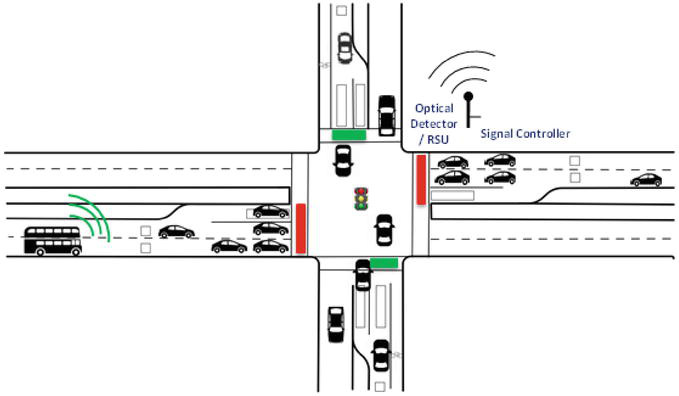 Optical
Detector
/ RSU
Signal Controller